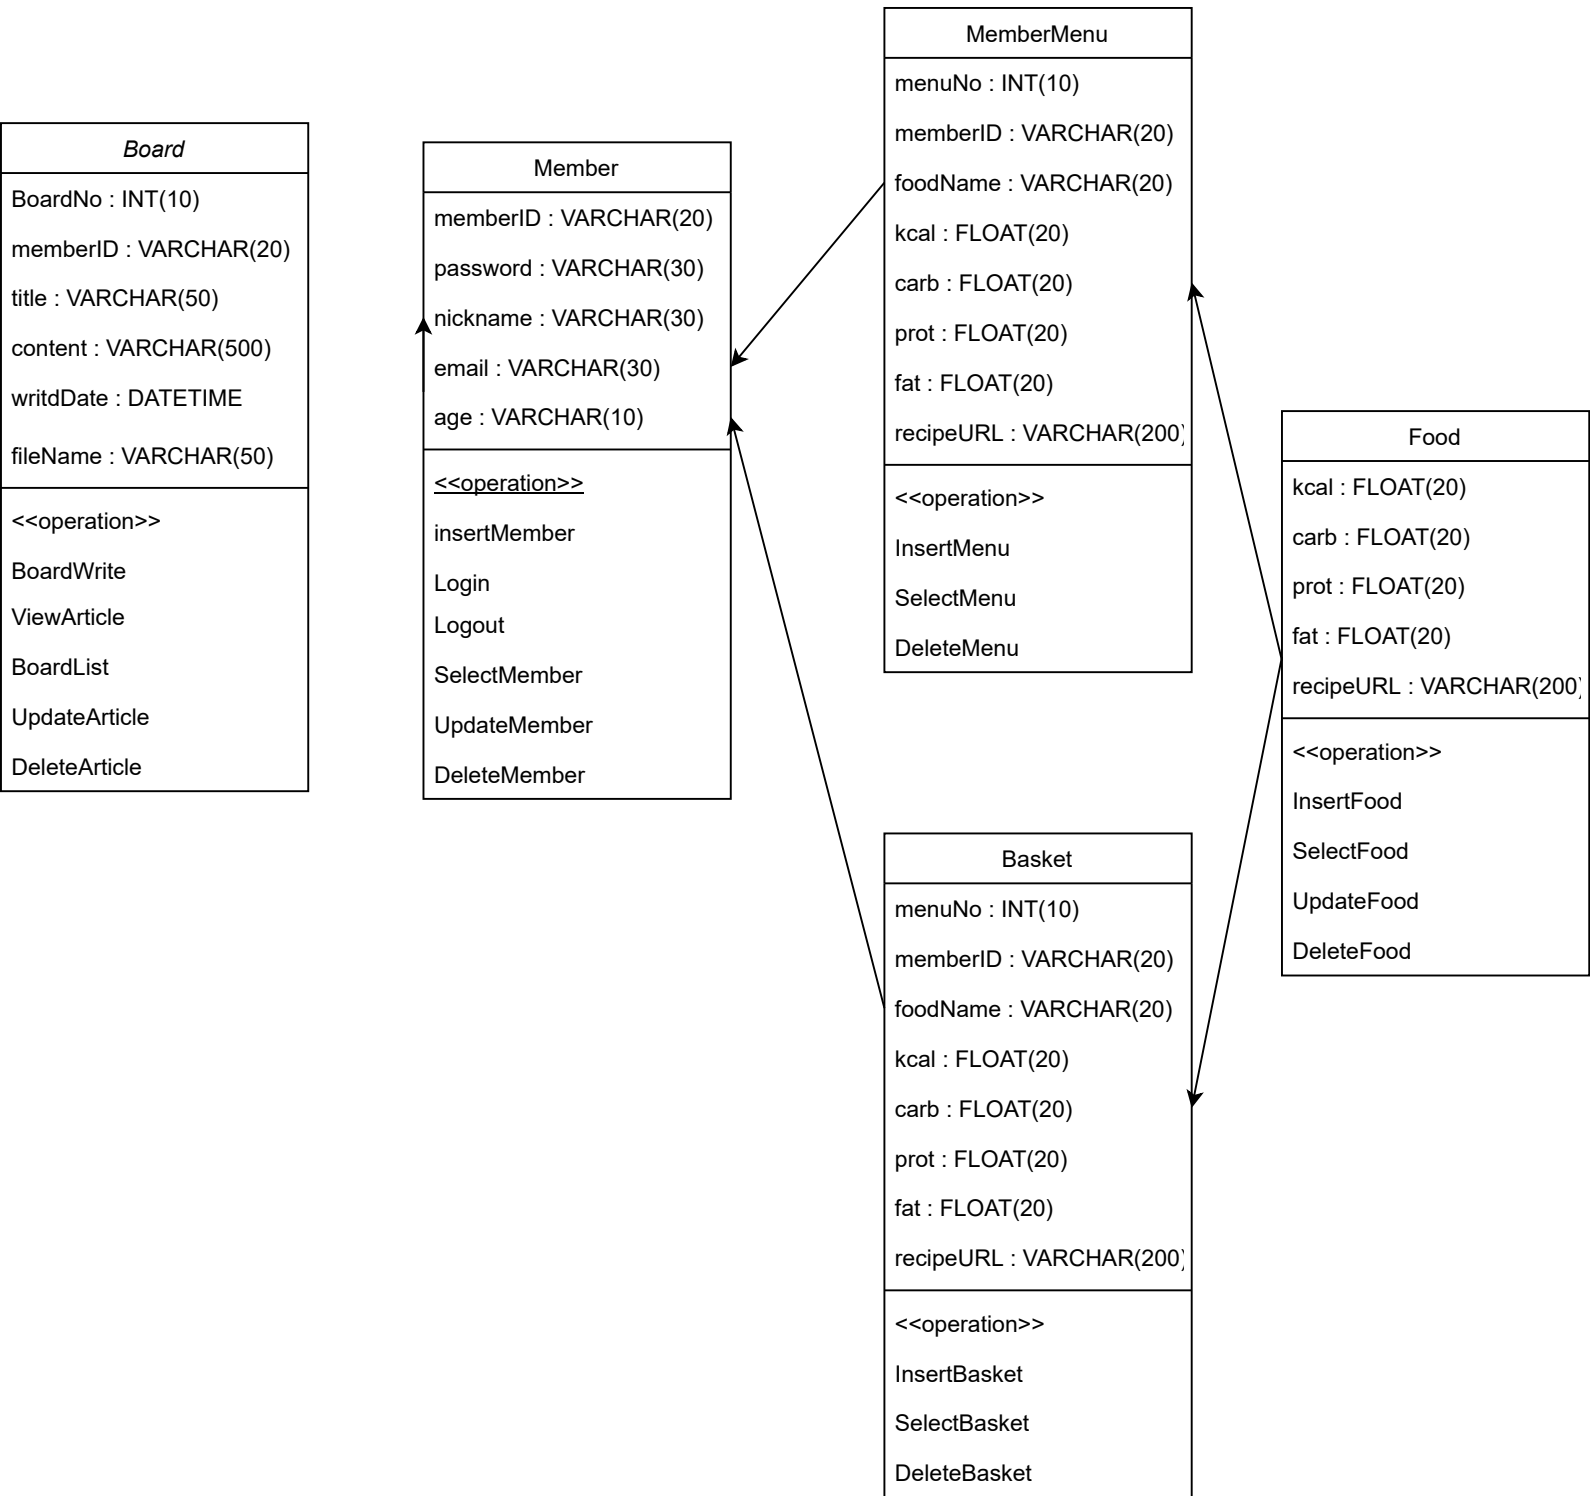 Board
BoardNo : INT(10)
memberID : VARCHAR(20)
title : VARCHAR(50)
content : VARCHAR(500)
writdDate : DATETIME
fileName : VARCHAR(50)
<<operation>>
BoardWrite
ViewArticle
BoardList
UpdateArticle
DeleteArticle
Member
memberID : VARCHAR(20)
password : VARCHAR(30)
nickname : VARCHAR(30)
email : VARCHAR(30)
age : VARCHAR(10)
<<operation>>
insertMember
Login
Logout
SelectMember
UpdateMember
DeleteMember
MemberMenu
menuNo : INT(10)
memberID : VARCHAR(20)
foodName : VARCHAR(20)
kcal : FLOAT(20)
carb : FLOAT(20)
prot : FLOAT(20)
fat : FLOAT(20)
recipeURL : VARCHAR(200)
<<operation>>
InsertMenu
SelectMenu
DeleteMenu
Basket
menuNo : INT(10)
memberID : VARCHAR(20)
foodName : VARCHAR(20)
kcal : FLOAT(20)
carb : FLOAT(20)
prot : FLOAT(20)
fat : FLOAT(20)
recipeURL : VARCHAR(200)
<<operation>>
InsertBasket
SelectBasket
DeleteBasket
Food
kcal : FLOAT(20)
carb : FLOAT(20)
prot : FLOAT(20)
fat : FLOAT(20)
recipeURL : VARCHAR(200)
<<operation>>
InsertFood
SelectFood
UpdateFood
DeleteFood